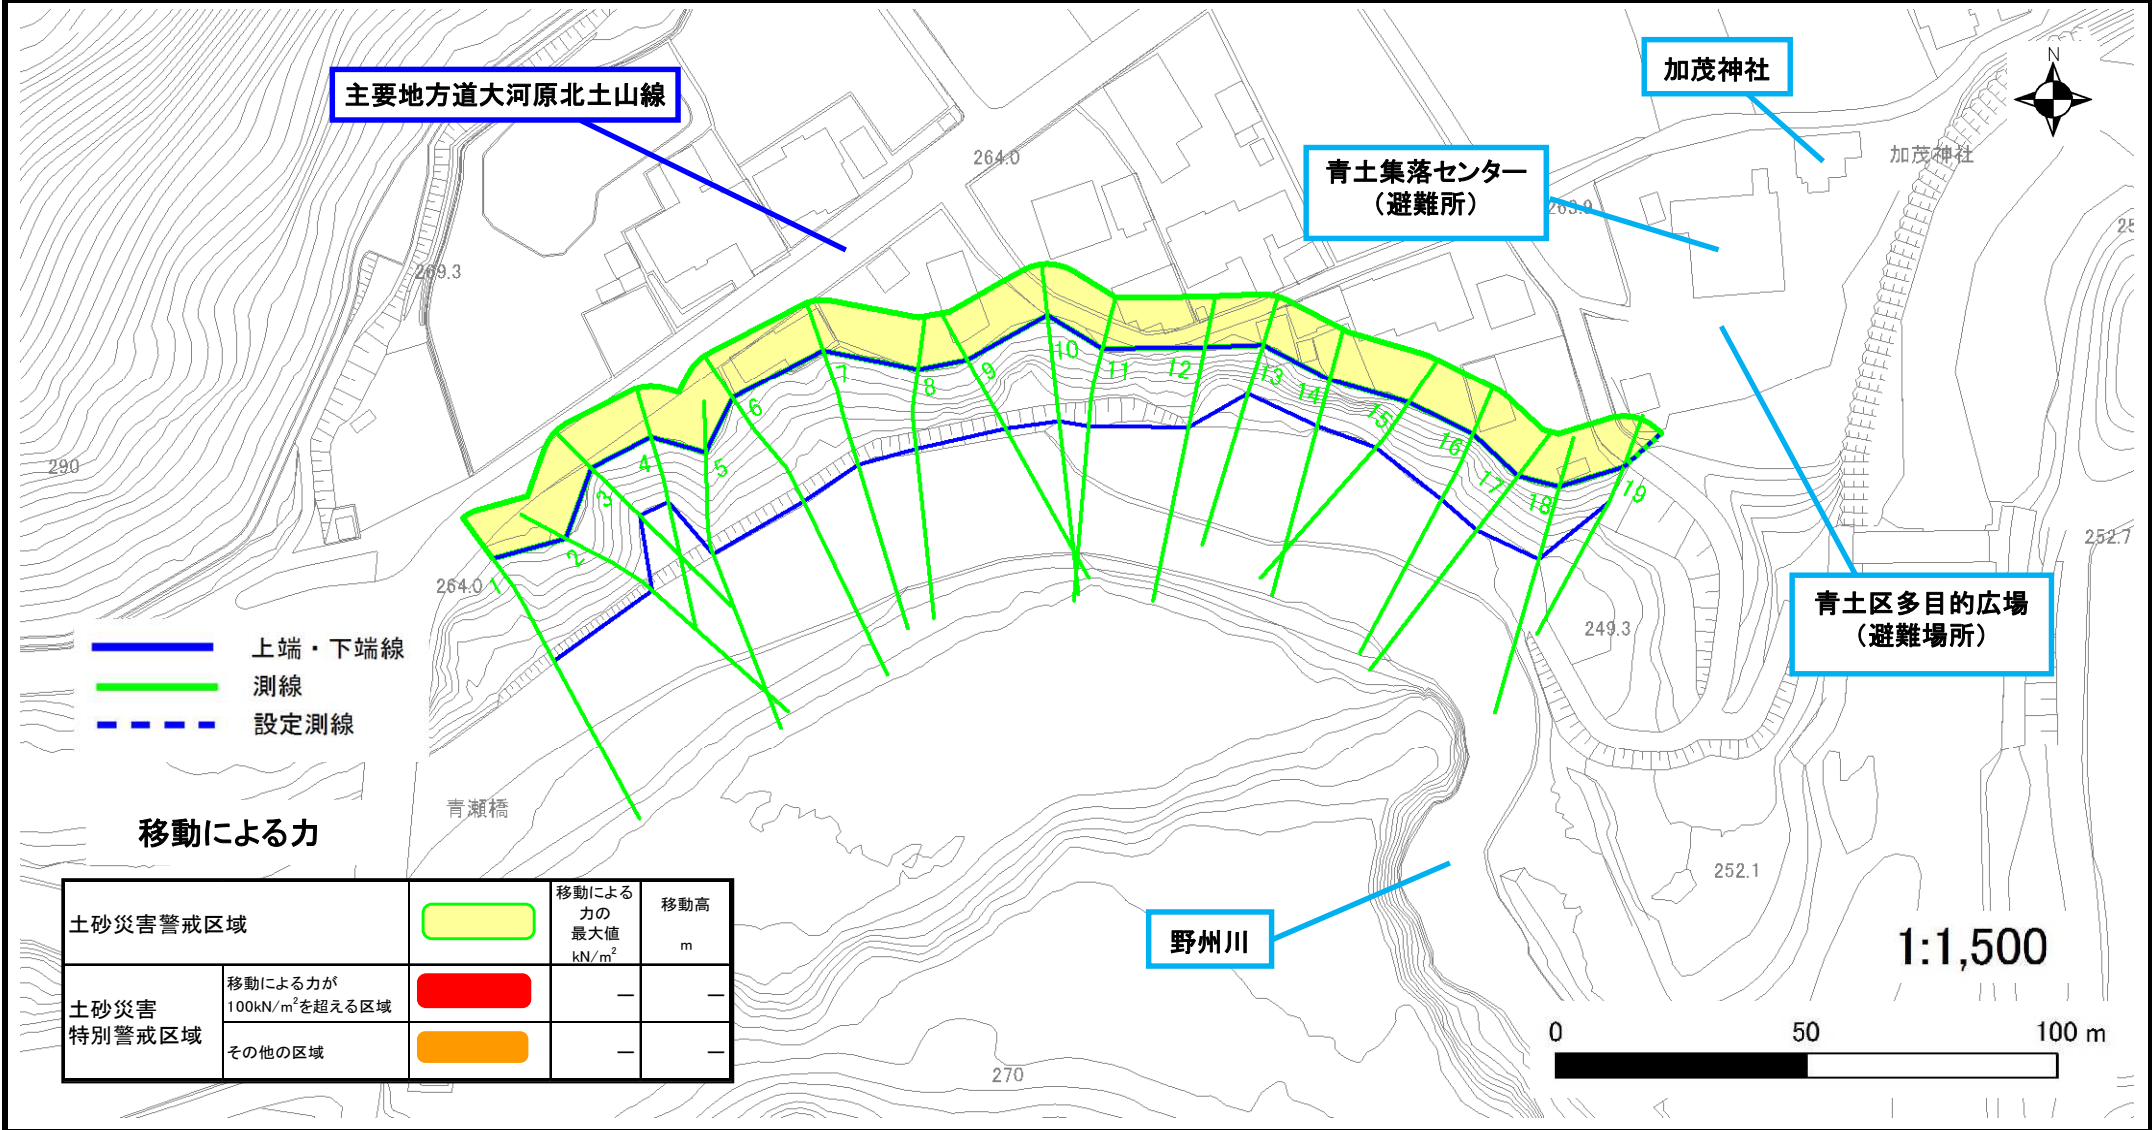 主要地方道大河原北土山線
加茂神社
N
加茂神社
青土集落センター
（避難所）
264.0
263.9
269.3
290
264.0
1
2
3
4
5
6
7
8
9
10
11
12
13
14
15
16
17
18
19
252.7
249.3
青土区多目的広場
（避難場所）
上端・下端線
測線
設定測線
青瀬橋
移動による力
252.1
野州川
270
土砂災害警戒区域
移動による
力の
最大値
kN/m²
移動高
m
土砂災害
特別警戒区域
移動による力が
100kN/m²を超える区域
－
－
その他の区域
－
－
1:1,500
0 50 100 m